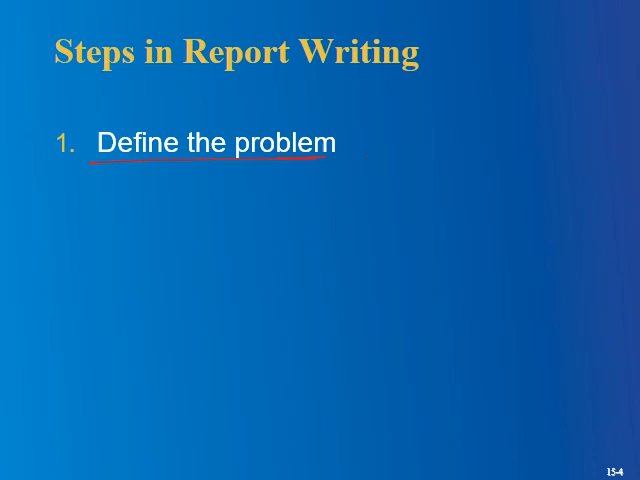 Steps in Report Writing
1. Define the problem
15-4